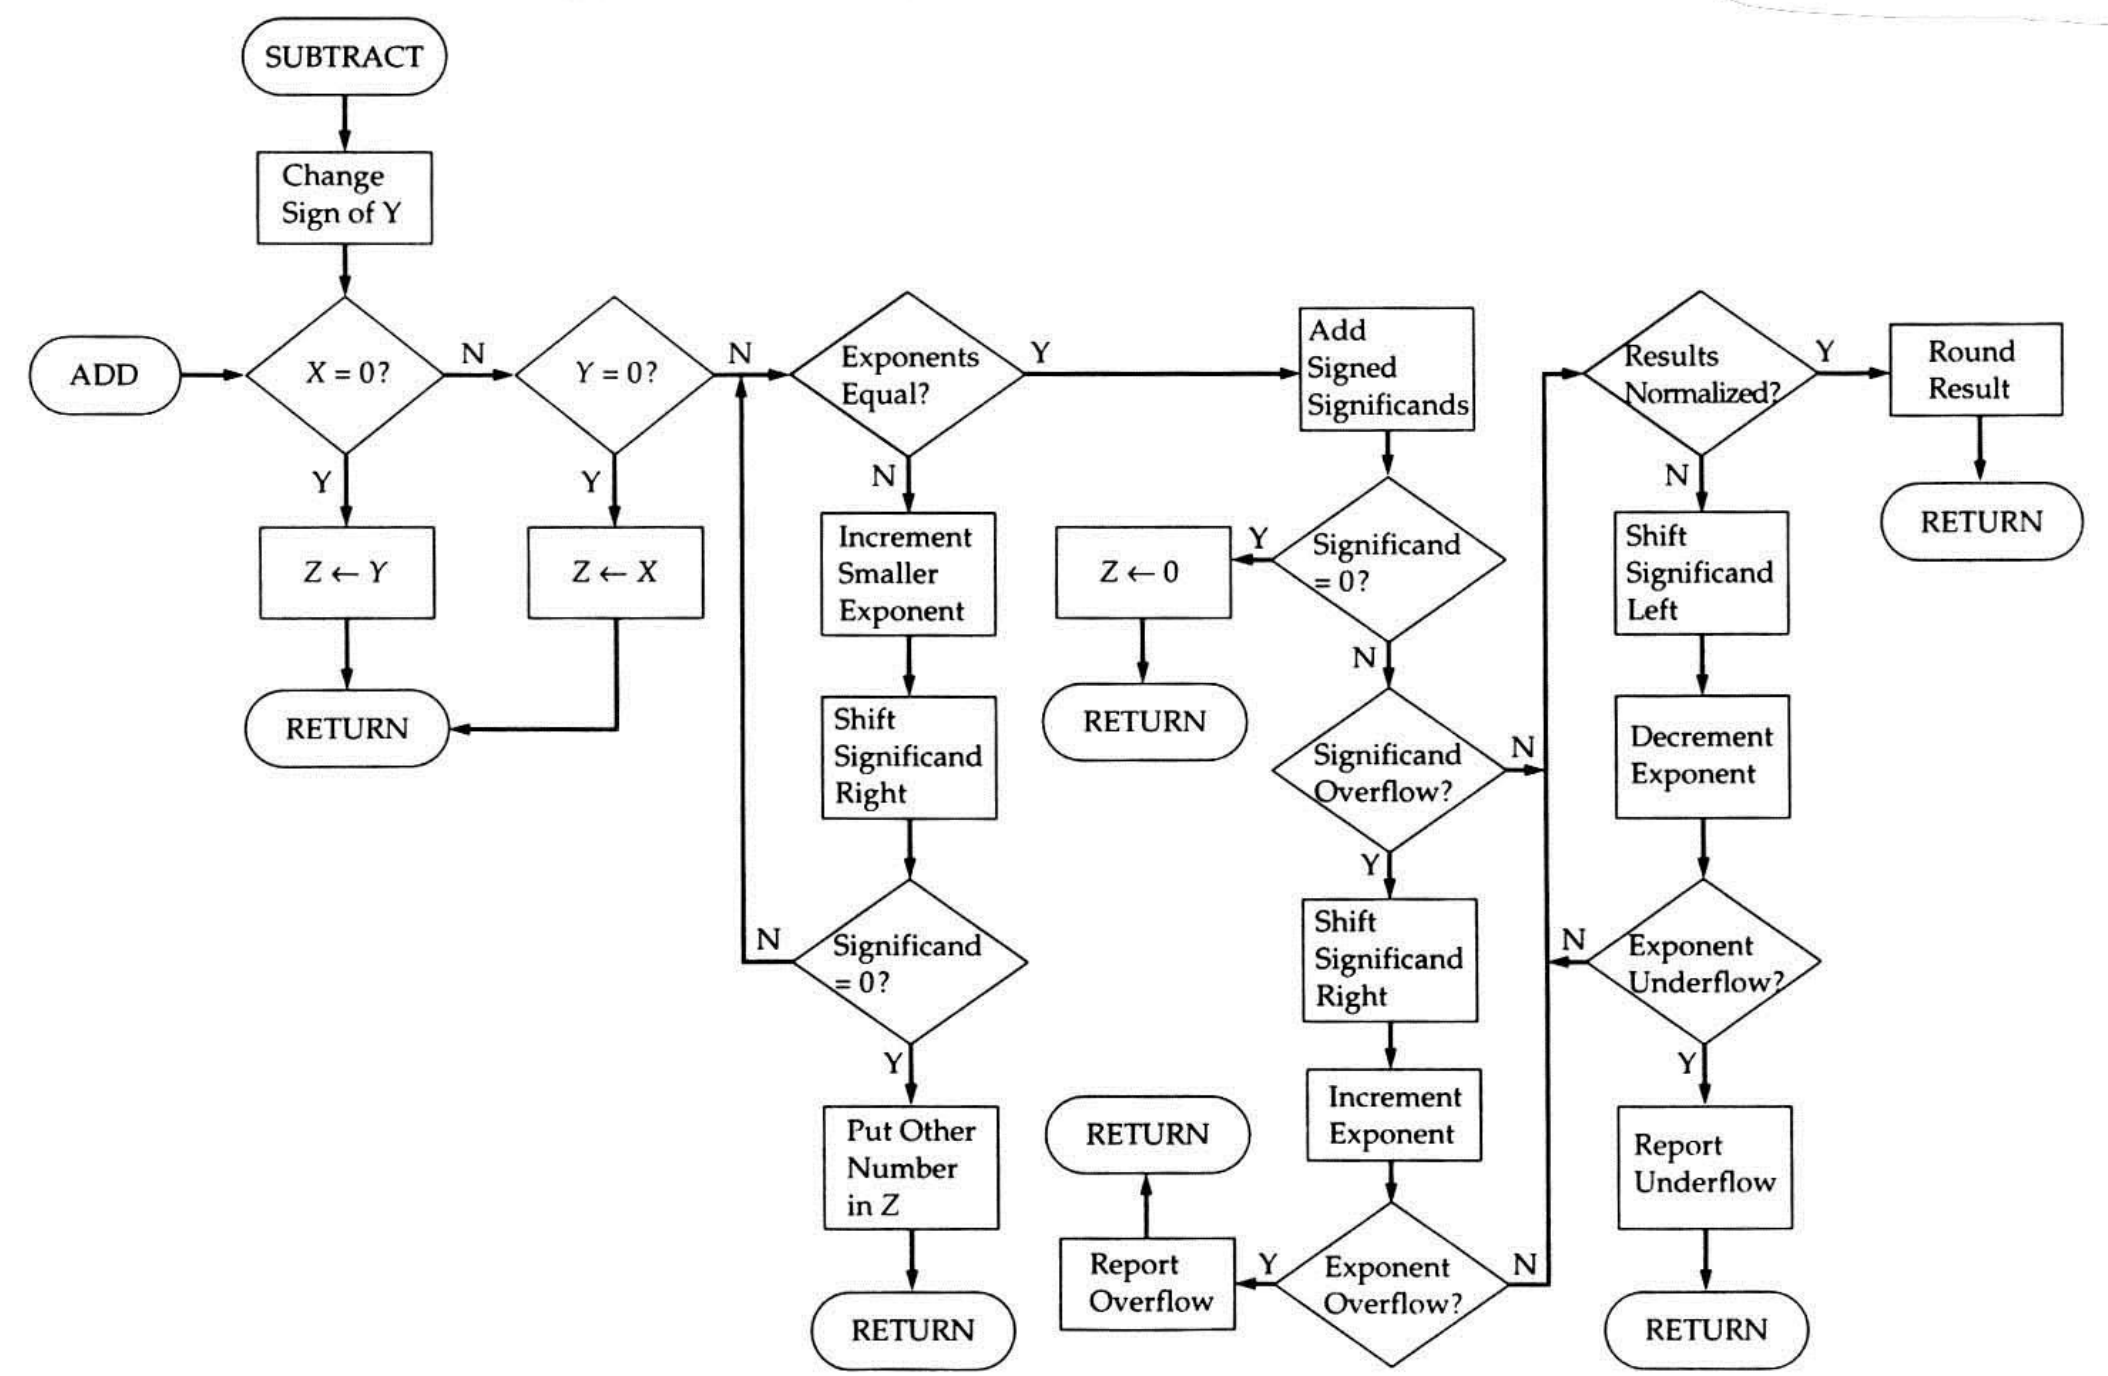 SUBTRACT
Change
Sign of Y
ADD
X = 0?
N
Y = 0?
N
Exponents
Equal?
Y
Add
Signed
Significands
Results
Normalized?
Y
Round
Result
RETURN
Y
Z ← Y
RETURN
Y
Z ← X
N
Increment
Smaller
Exponent
Shift
Significand
Right
Significand
= 0?
N
Y
Put Other
Number
in Z
RETURN
Significand
= 0?
Y
Z ← 0
RETURN
N
Significand
Overflow?
N
Y
Shift
Significand
Right
Increment
Exponent
Exponent
Overflow?
Y
Report
Overflow
RETURN
N
N
Shift
Significand
Left
Decrement
Exponent
Exponent
Underflow?
N
Y
Report
Underflow
RETURN